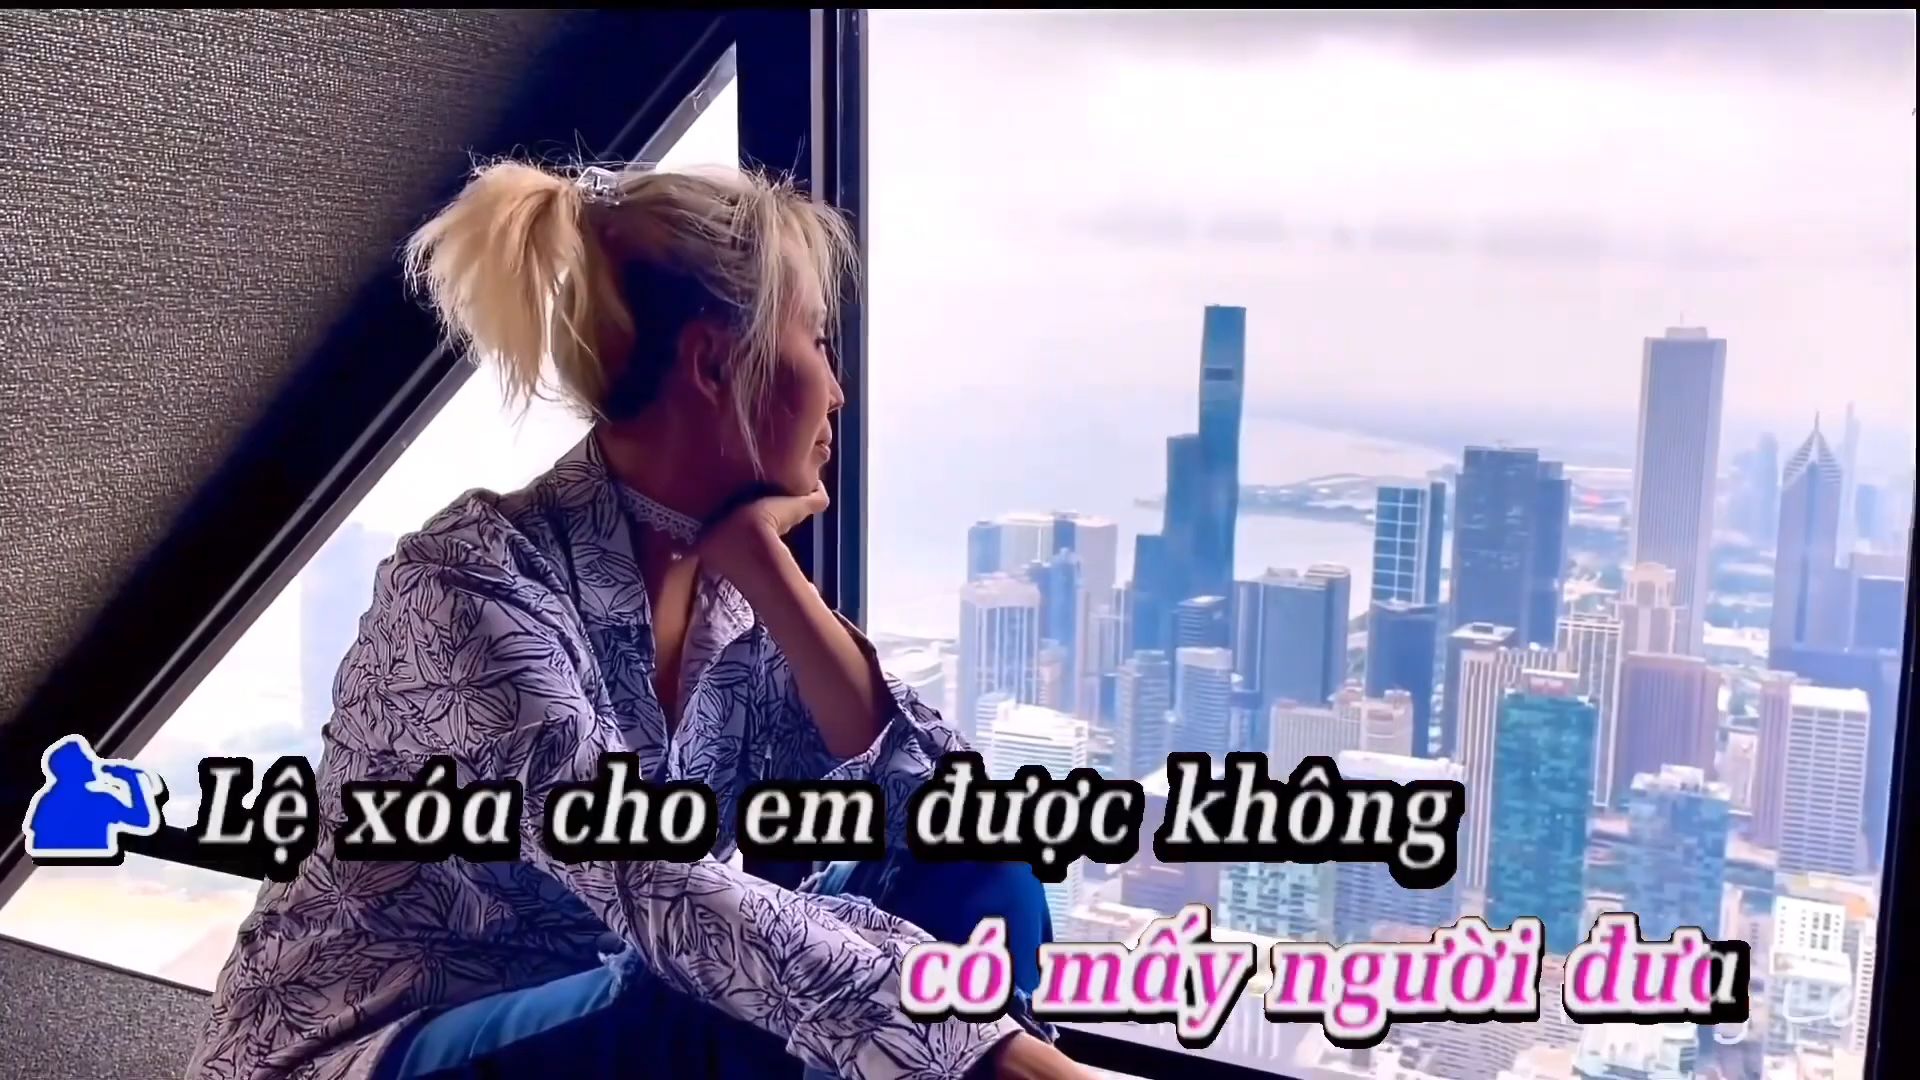 Lệ xóa cho em được không
có mấy người đưa